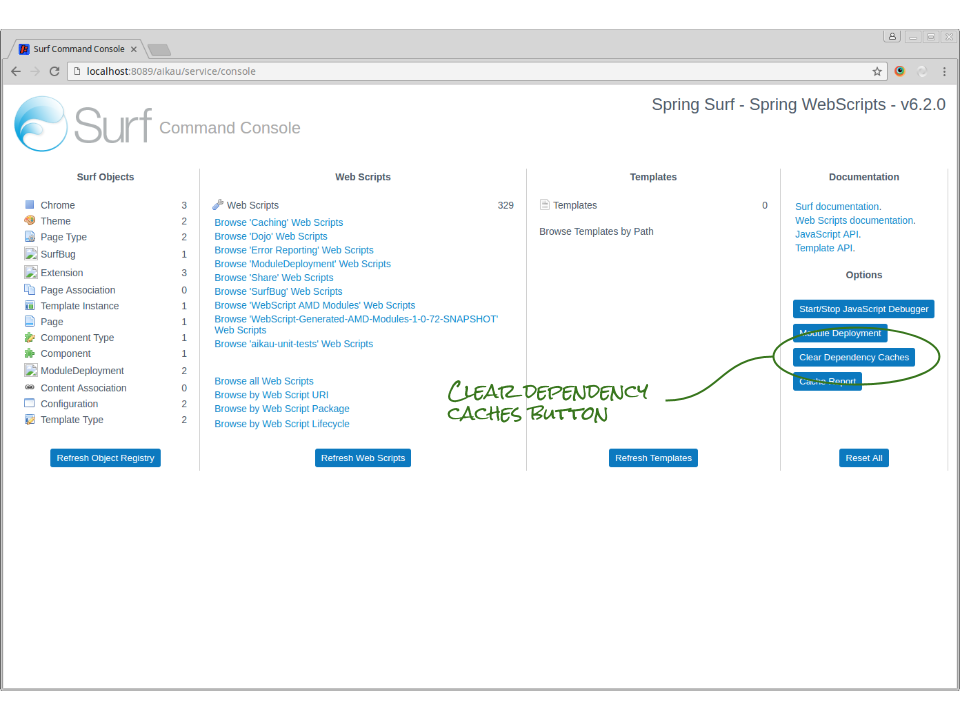 Surf Command Console
localhost:8089/aikau/service/console
Surf Command Console
Spring Surf - Spring WebScripts - v6.2.0
Surf Objects
Chrome 3
Theme 2
Page Type 2
SurfBug 1
Extension 3
Page Association 0
Template Instance 1
Page 1
Component Type 1
Component 1
ModuleDeployment 2
Content Association 0
Configuration 2
Template Type 2
Refresh Object Registry
Web Scripts
Web Scripts 329
Browse 'Caching' Web Scripts
Browse 'Dojo' Web Scripts
Browse 'Error Reporting' Web Scripts
Browse 'ModuleDeployment' Web Scripts
Browse 'Share' Web Scripts
Browse 'SurfBug' Web Scripts
Browse 'WebScript AMD Modules' Web Scripts
Browse 'WebScript-Generated-AMD-Modules-1-0-72-SNAPSHOT'
Web Scripts
Browse 'aikau-unit-tests' Web Scripts
Browse all Web Scripts
Browse by Web Script URI
Browse by Web Script Package
Browse by Web Script Lifecycle
Refresh Web Scripts
Templates
Templates 0
Browse Templates by Path
Refresh Templates
Documentation
Surf documentation.
Web Scripts documentation.
JavaScript API.
Template API.
Options
Start/Stop JavaScript Debugger
Module Deployment
Clear Dependency Caches
Cache Report
Reset All
Clear dependency
caches button